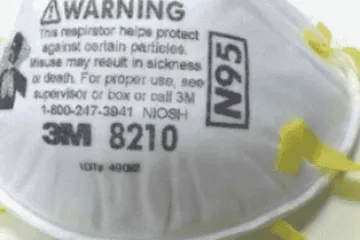 ⚠WARNING
This respirator helps protect
against certain particles.
Misuse may result in sickness
or death. For proper use, see
supervisor or box or call 3M
1-800-247-3941 NIOSH
N95
3M 8210